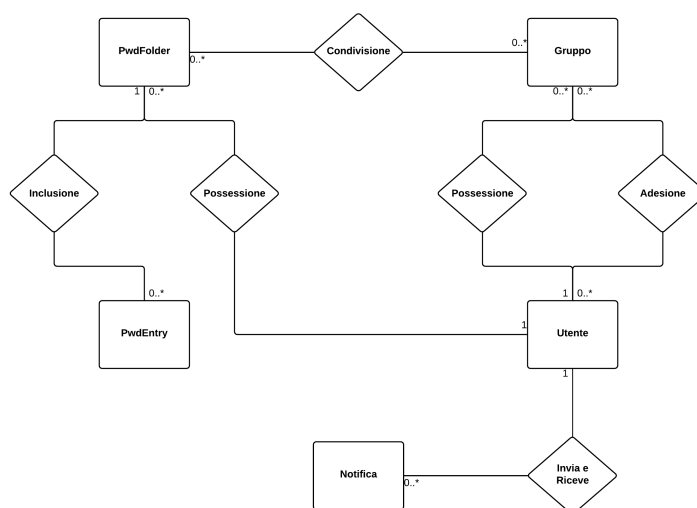 PwdFolder
Condivisione
Gruppo
0..*
0..*
1
0..*
0..*
0..*
Inclusione
Possessione
Possessione
Adesione
0..*
1
0..*
PwdEntry
1
Utente
1
Notifica
0..*
Invia e
Riceve